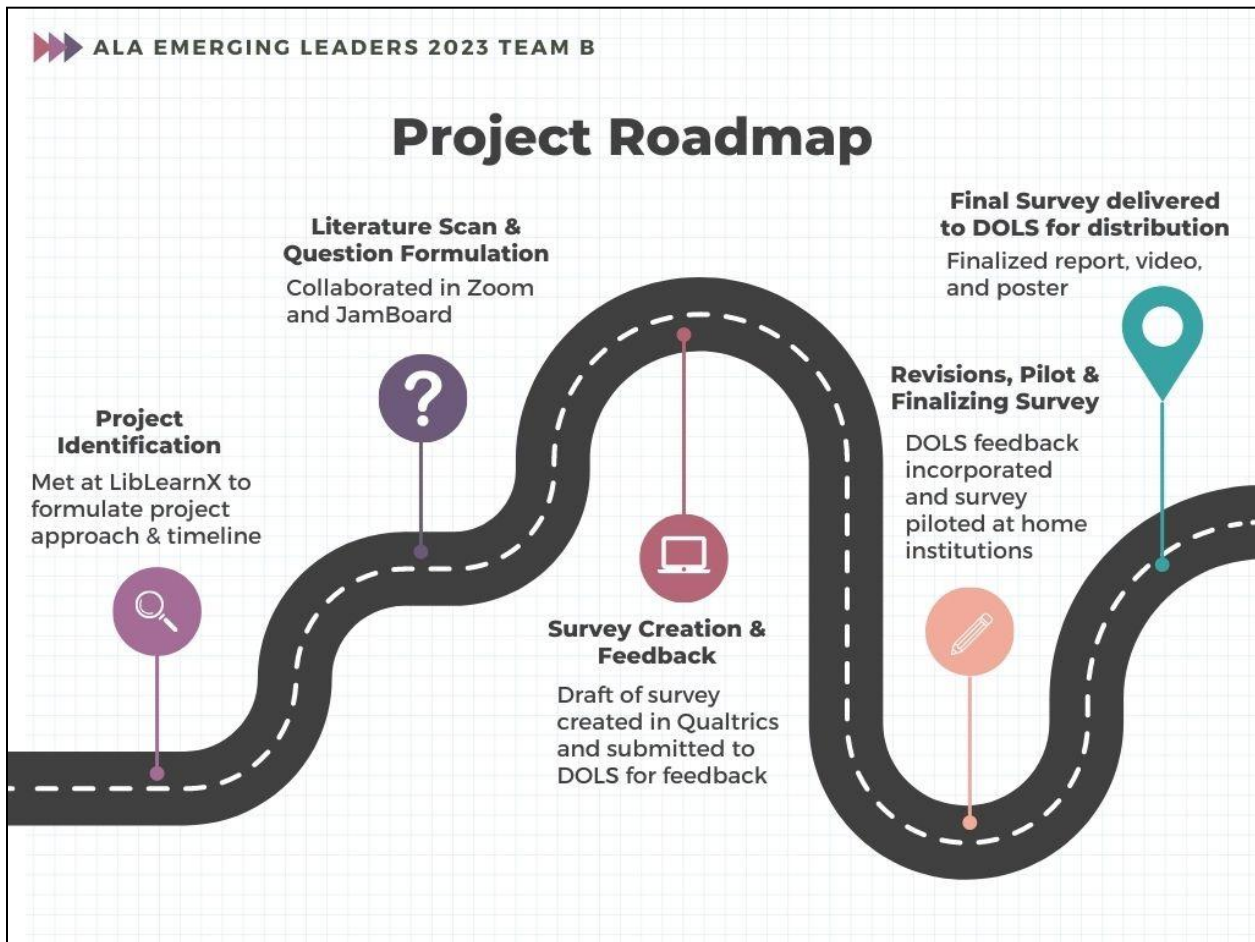 ALA EMERGING LEADERS 2023 TEAM B
Project Roadmap
Project
Identification
Met at LibLearnX to
formulate project
approach & timeline
Literature Scan &
Question Formulation
Collaborated in Zoom
and JamBoard
?
Survey Creation &
Feedback
Draft of survey
created in Qualtrics
and submitted to
DOLS for feedback
Revisions, Pilot &
Finalizing Survey
DOLS feedback
incorporated
and survey
piloted at home
institutions
Final Survey delivered
to DOLS for distribution
Finalized report, video,
and poster